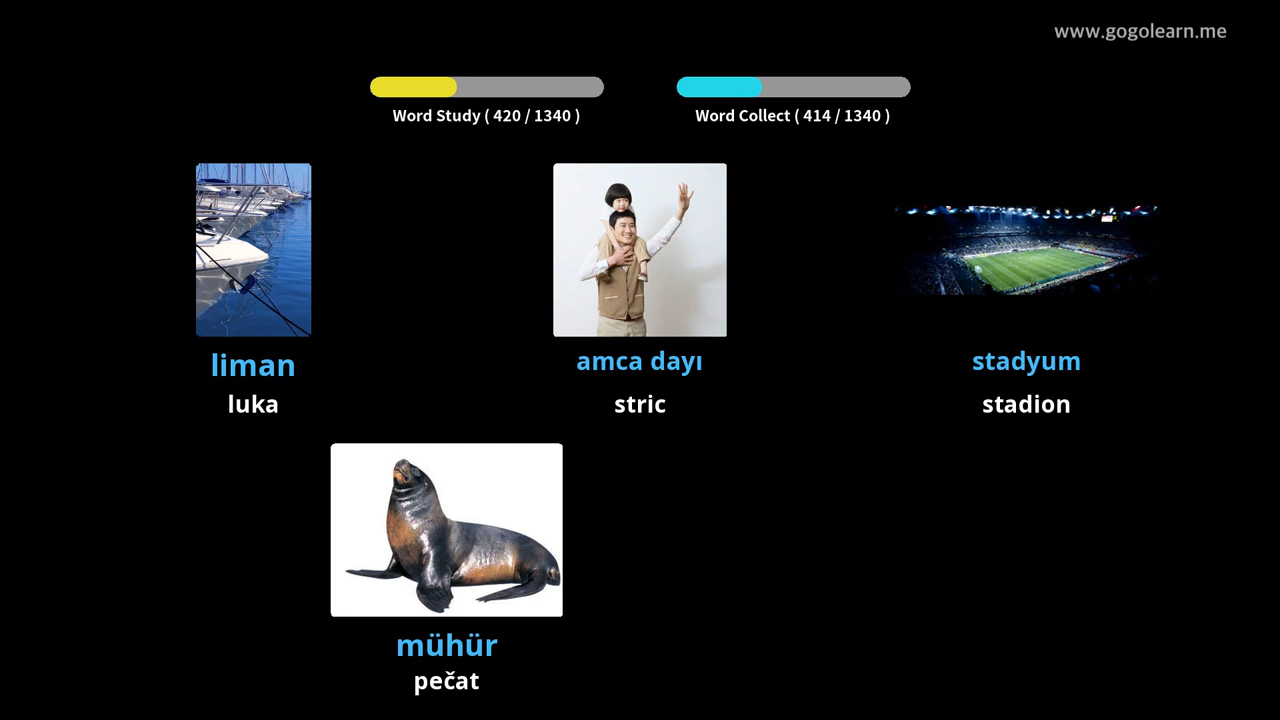 www.gogolearn.me
Word Study ( 420 / 1340 )
Word Collect ( 414 / 1340 )
liman
luka
amca dayı
stric
stadyum
stadion
mühür
pečat